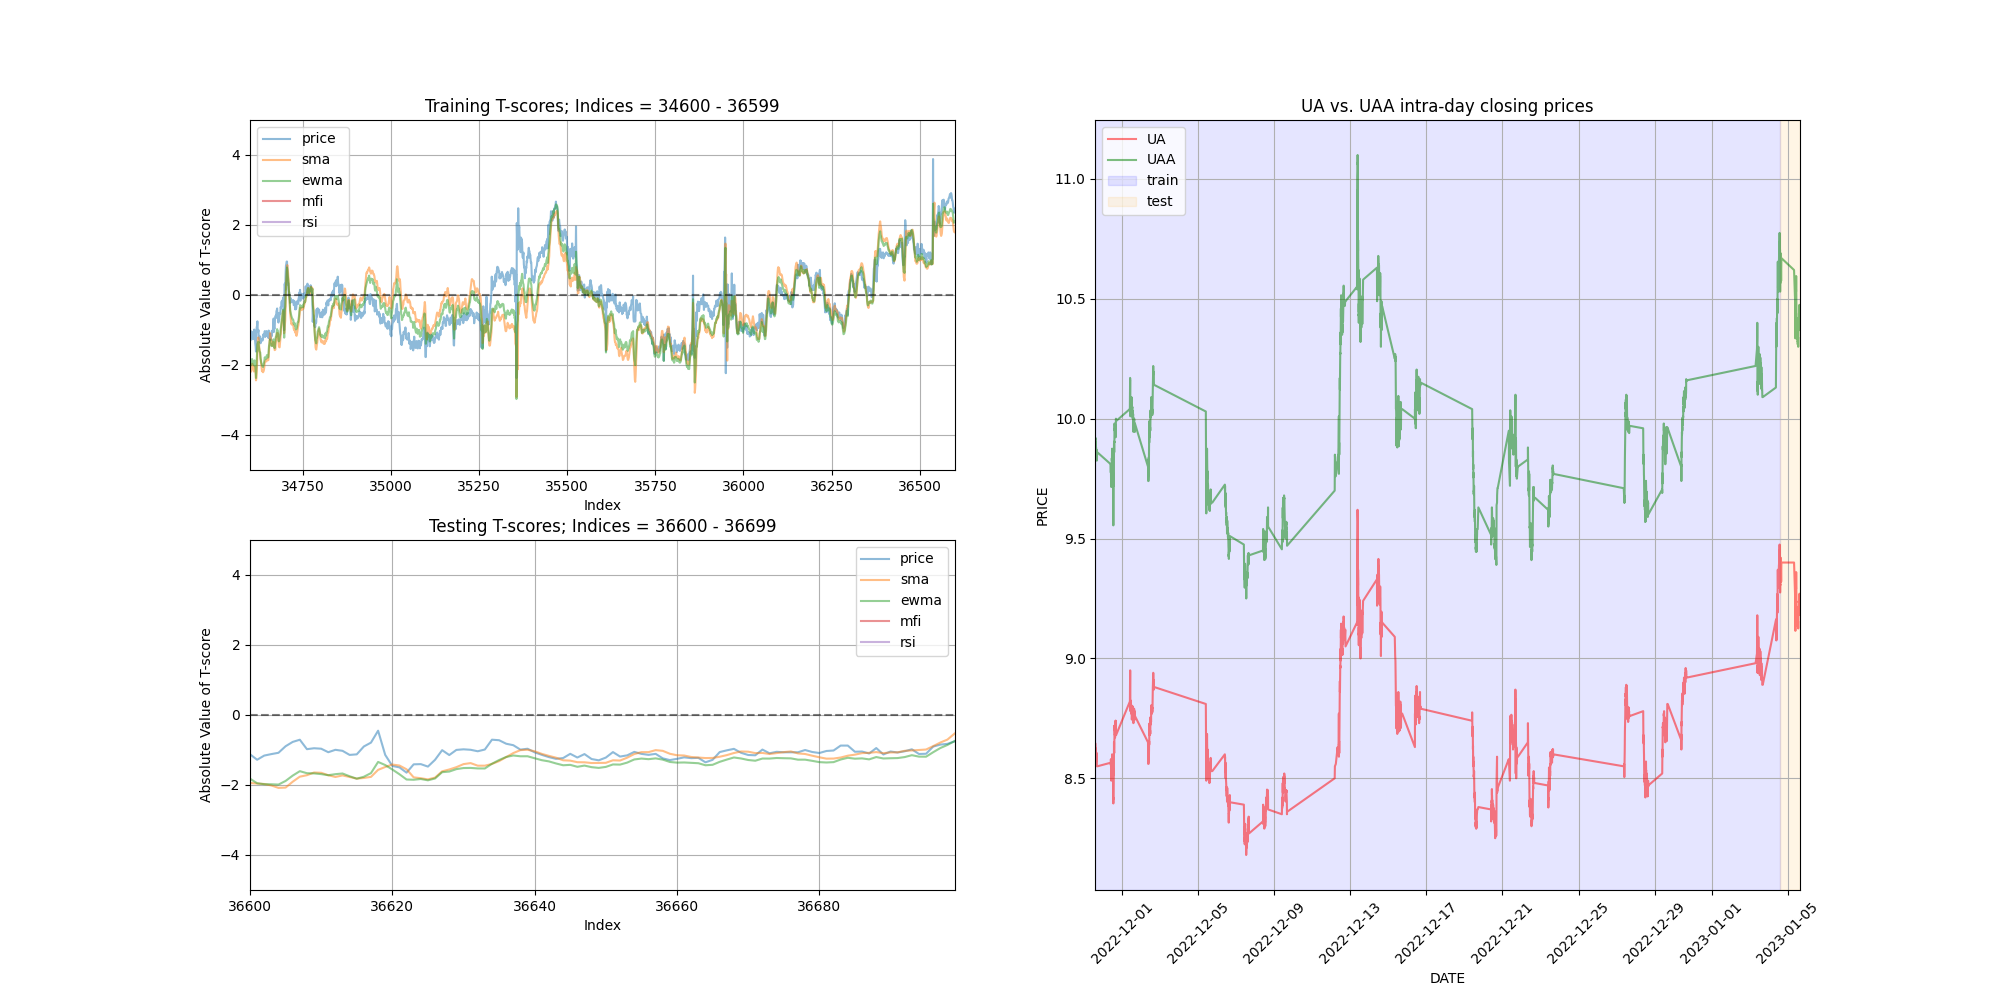 Training T-scores; Indices = 34600 - 36599
price
sma
ewma
mfi
rsi
Absolute Value of T-score
4
2
0
−2
−4
34750 35000 35250 35500 35750 36000 36250 36500
Index
Testing T-scores; Indices = 36600 - 36699
price
sma
ewma
mfi
rsi
Absolute Value of T-score
4
2
0
−2
−4
36600 36620 36640 36660 36680
Index
UA vs. UAA intra-day closing prices
UA
UAA
train
test
PRICE
11.0
10.5
10.0
9.5
9.0
8.5
2022-12-01 2022-12-05 2022-12-09 2022-12-13 2022-12-17 2022-12-21 2022-12-25 2022-12-29 2023-01-01 2023-01-05
DATE